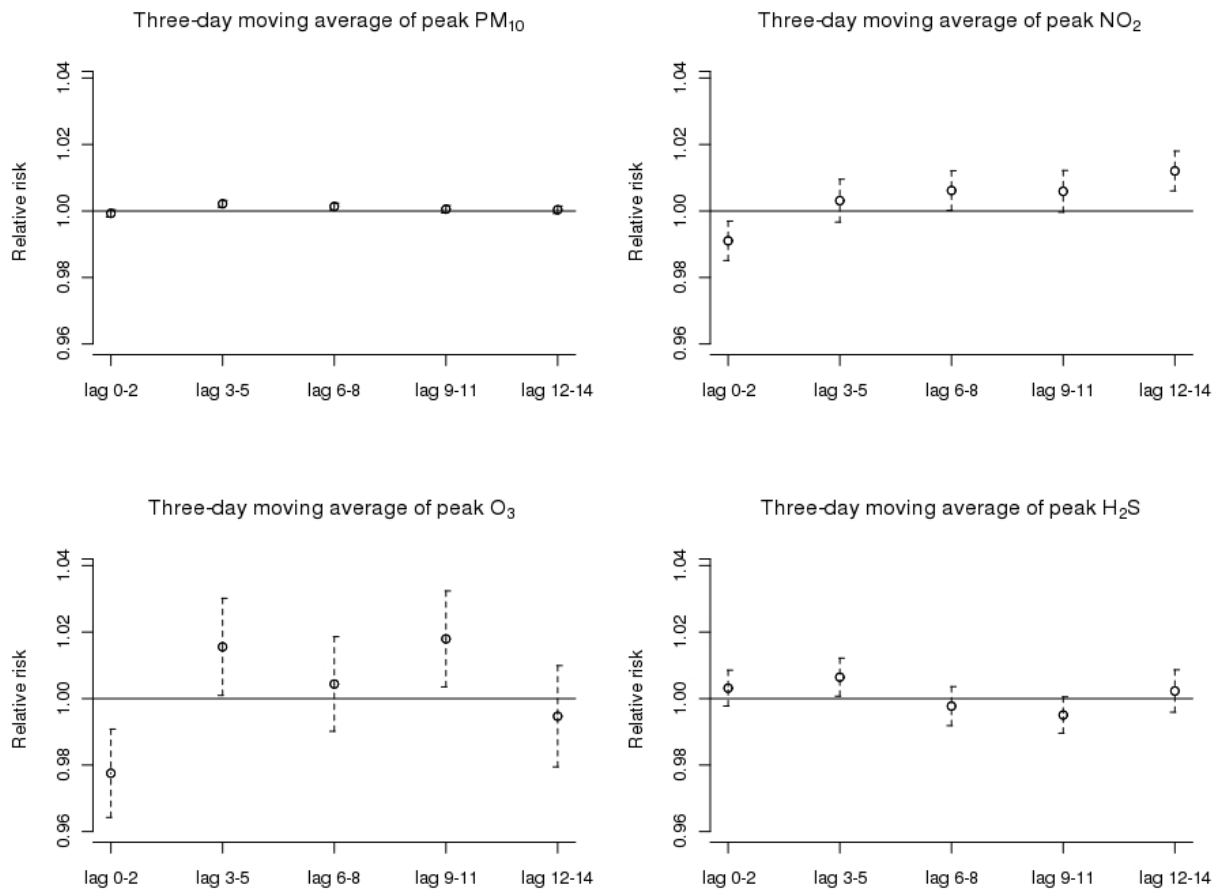 Three-day moving average of peak PM₁₀
Relative risk
1.04
1.02
1.00
0.98
0.96
lag 0-2 lag 3-5 lag 6-8 lag 9-11 lag 12-14
Three-day moving average of peak NO₂
Relative risk
1.04
1.02
1.00
0.98
0.96
lag 0-2 lag 3-5 lag 6-8 lag 9-11 lag 12-14
Three-day moving average of peak O₃
Relative risk
1.04
1.02
1.00
0.98
0.96
lag 0-2 lag 3-5 lag 6-8 lag 9-11 lag 12-14
Three-day moving average of peak H₂S
Relative risk
1.04
1.02
1.00
0.98
0.96
lag 0-2 lag 3-5 lag 6-8 lag 9-11 lag 12-14